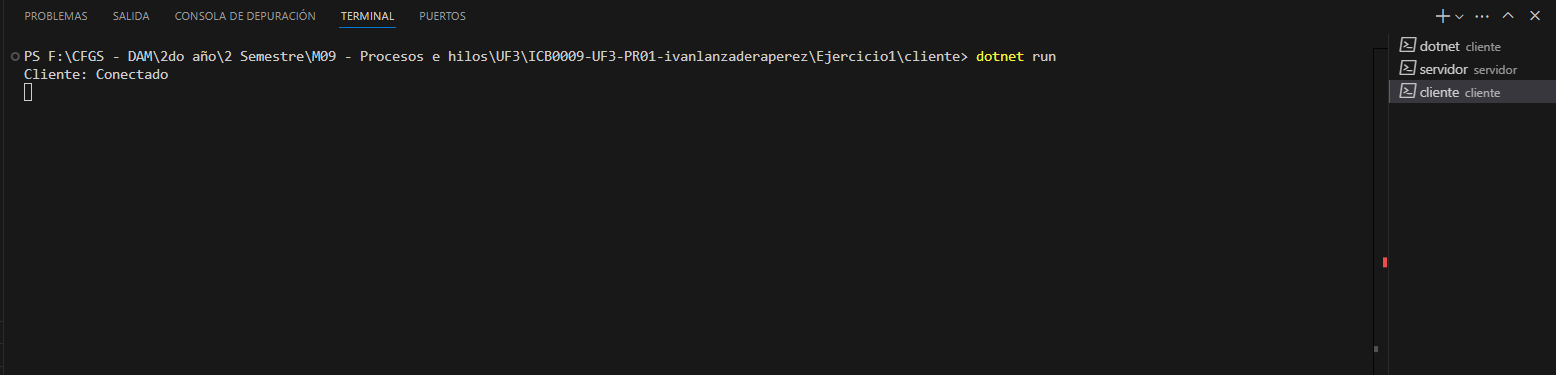 PROBLEMAS SALIDA CONSOLA DE DEPURACIÓN TERMINAL PUERTOS
PS F:\CFGS - DAM\2do año\2 Semestre\M09 - Procesos e hilos\UF3\ICB0009-UF3-PR01-ivanlanzaderaperez\Ejercicio1\cliente> dotnet run
Cliente: Conectado
dotnet cliente
servidor servidor
cliente cliente